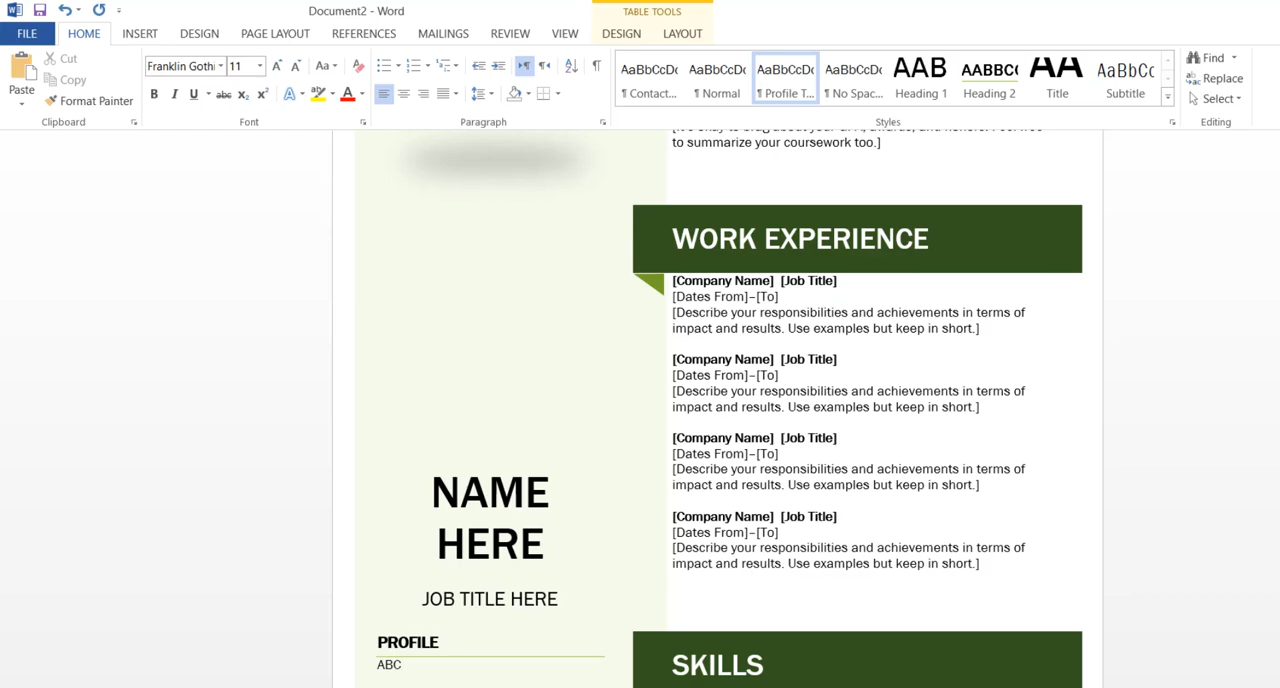 Document2 - Word
TABLE TOOLS
FILE HOME INSERT DESIGN PAGE LAYOUT REFERENCES MAILINGS REVIEW VIEW DESIGN LAYOUT
Paste
Cut
Copy
Format Painter
Clipboard
Franklin Gothi 11
Aa
B I U abc X₂ X² A ab A
Font
Paragraph
AaBbCcDc AaBbCcDc AaBbCcDc AaBbCcDc AAB AABBC AA AaBbCc
¶ Contact... ¶ Normal ¶ Profile T... ¶ No Spac... Heading 1 Heading 2 Title Subtitle
Styles
Find
Replace
Select
Editing
to summarize your coursework too.]
WORK EXPERIENCE
[Company Name] [Job Title]
[Dates From]–[To]
[Describe your responsibilities and achievements in terms of
impact and results. Use examples but keep in short.]
[Company Name] [Job Title]
[Dates From]–[To]
[Describe your responsibilities and achievements in terms of
impact and results. Use examples but keep in short.]
[Company Name] [Job Title]
[Dates From]–[To]
[Describe your responsibilities and achievements in terms of
impact and results. Use examples but keep in short.]
[Company Name] [Job Title]
[Dates From]–[To]
[Describe your responsibilities and achievements in terms of
impact and results. Use examples but keep in short.]
NAME
HERE
JOB TITLE HERE
PROFILE
ABC
SKILLS